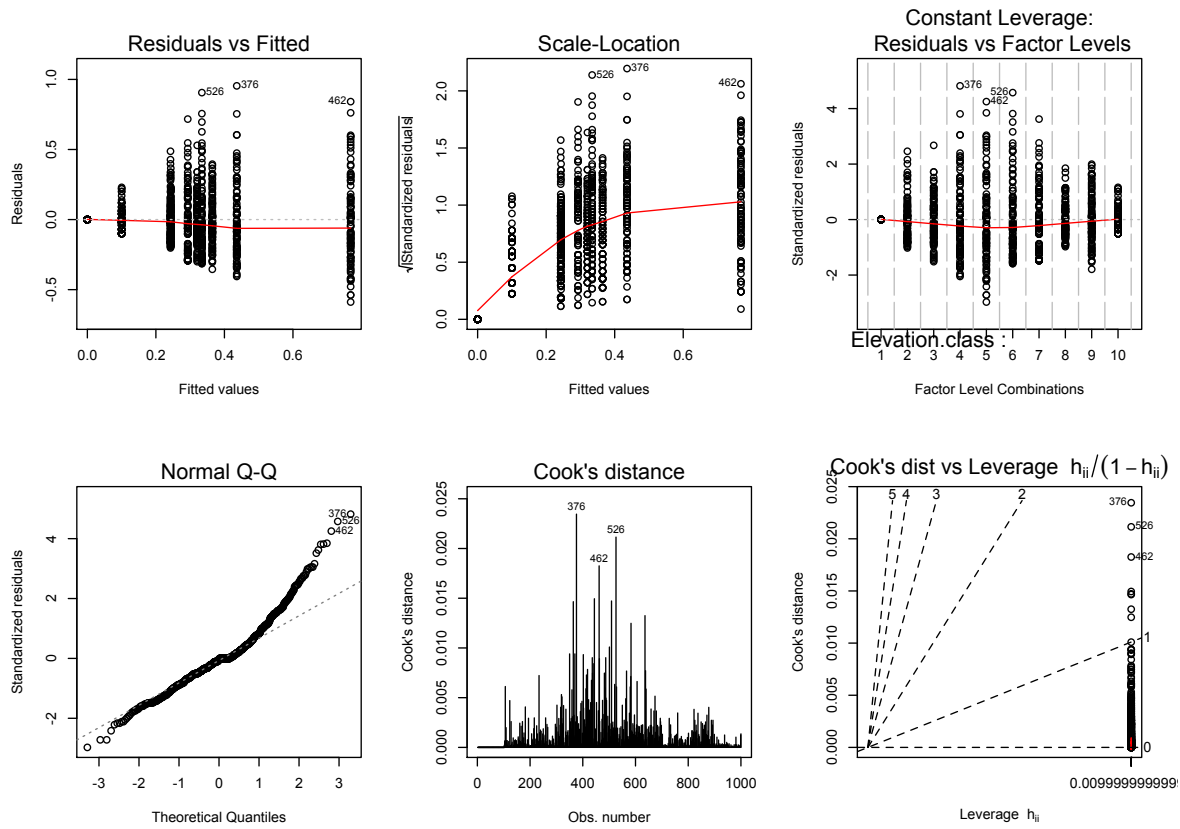 Residuals vs Fitted
1.0
0.5
0.0
-0.5
Residuals
526
376
462
0.0
0.2
0.4
0.6
Fitted values
Scale-Location
2.0
1.5
1.0
0.5
0.0
√|Standardized residuals|
376
526
462
0.0
0.2
0.4
0.6
Fitted values
Constant Leverage:
Residuals vs Factor Levels
4
2
0
-2
Standardized residuals
376
526
462
Elevation.class :
1 2 3 4 5 6 7 8 9 10
Factor Level Combinations
Normal Q-Q
4
2
0
-2
Standardized residuals
376
526
462
-3 -2 -1 0 1 2 3
Theoretical Quantiles
Cook's distance
0.025
0.020
0.015
0.010
0.005
0.000
Cook's distance
376
526
462
0 200 400 600 800 1000
Obs. number
Cook's dist vs Leverage hii/(1 − hii)
0.025
0.020
0.015
0.010
0.005
0.000
Cook's distance
5 4 3 2
376
526
462
1
0
Leverage hii